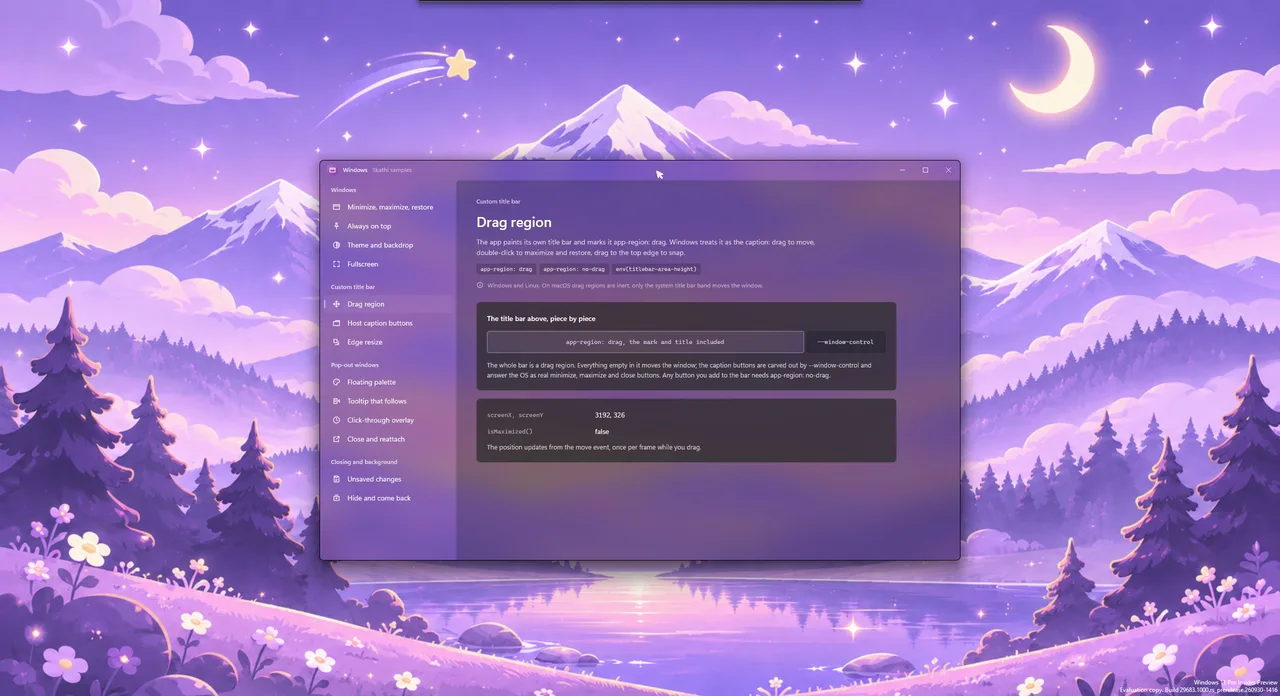 Windows Skathi samples
Windows
Minimize, maximize, restore
Always on top
Theme and backdrop
Fullscreen
Custom title bar
Drag region
Host caption buttons
Edge resize
Pop-out windows
Floating palette
Tooltip that follows
Click-through overlay
Close and reattach
Closing and background
Unsaved changes
Hide and come back
Custom title bar
Drag region
The app paints its own title bar and marks it app-region: drag. Windows treats it as the caption: drag to move,
double-click to maximize and restore, drag to the top edge to snap.
app-region: drag app-region: no-drag env(titlebar-area-height)
Windows and Linux. On macOS drag regions are inert; only the system title bar band moves the window.
The title bar above, piece by piece
app-region: drag, the mark and title included --window-control
The whole bar is a drag region. Everything empty in it moves the window; the caption buttons are carved out by --window-control and
answer the OS as real minimize, maximize and close buttons. Any button you add to the bar needs app-region: no-drag.
screenX, screenY 3192, 326
isMaximized() false
The position updates from the move event, once per frame while you drag.
Windows Pro Insider Preview
Evaluation copy. Build 29683.1000.rs_prerelease.260930-1416